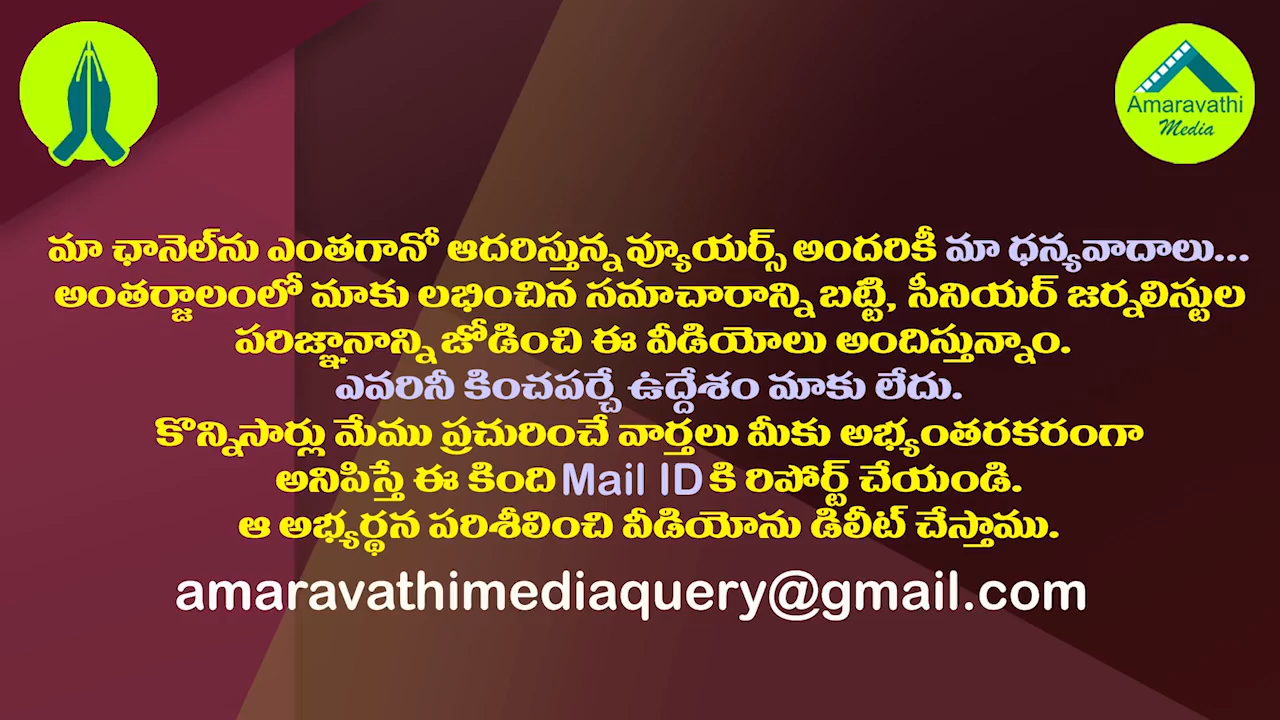 Amaravathi
Media
మా ఛానెల్‌ను ఎంతగానో ఆదరిస్తున్న వ్యూయర్స్ అందరికీ మా ధన్యవాదాలు...
అంతర్జాలంలో మాకు లభించిన సమాచారాన్ని బట్టి, సీనియర్ జర్నలిస్టుల
పరిజ్ఞానాన్ని జోడించి ఈ వీడియోలు అందిస్తున్నాం.
ఎవరినీ కించపర్చే ఉద్దేశం మాకు లేదు.
కొన్నిసార్లు మేము ప్రచురించే వార్తలు మీకు అభ్యంతరకరంగా
అనిపిస్తే ఈ కింది Mail ID కి రిపోర్ట్ చేయండి.
ఆ అభ్యర్థన పరిశీలించి వీడియోను డిలీట్ చేస్తాము.
amaravathimediaquery@gmail.com